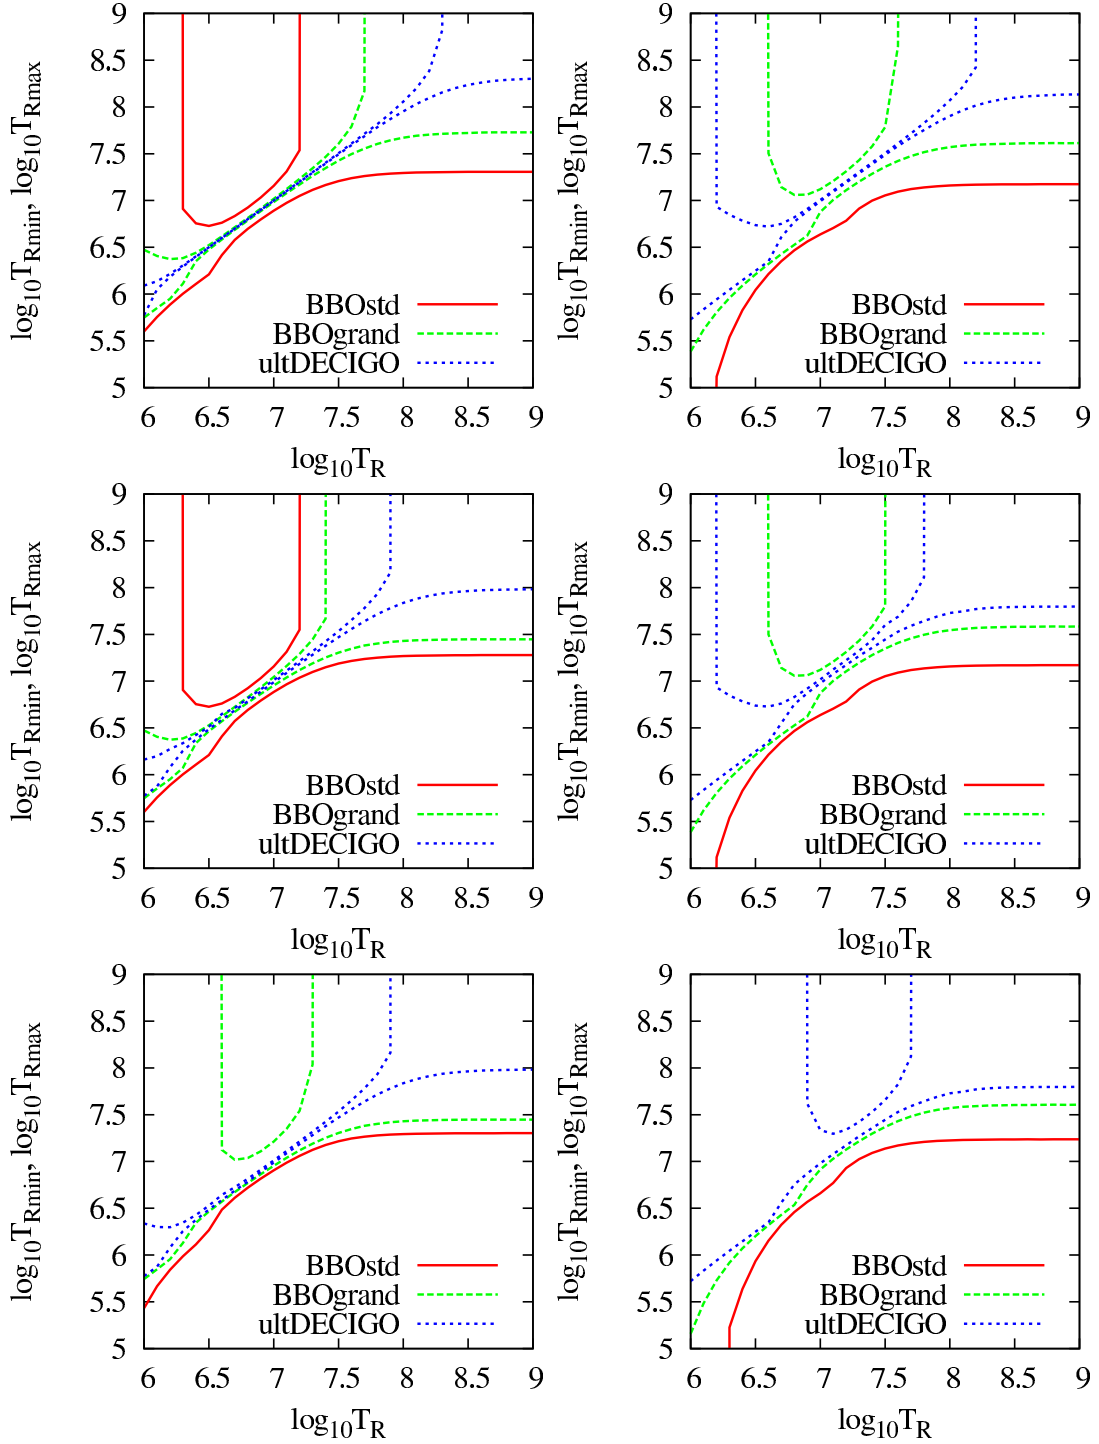 9 9
8.5 8.5
8 8
7.5 7.5
7 7
6.5 6.5
6 6
5.5 5.5
5 5
log10TRmin, log10TRmax log10TRmin, log10TRmax
BBOstd BBOstd
BBOgrand BBOgrand
ultDECIGO ultDECIGO
6 6.5 7 7.5 8 8.5 9 6 6.5 7 7.5 8 8.5 9
log10TR log10TR
9 9
8.5 8.5
8 8
7.5 7.5
7 7
6.5 6.5
6 6
5.5 5.5
5 5
log10TRmin, log10TRmax log10TRmin, log10TRmax
BBOstd BBOstd
BBOgrand BBOgrand
ultDECIGO ultDECIGO
6 6.5 7 7.5 8 8.5 9 6 6.5 7 7.5 8 8.5 9
log10TR log10TR
9 9
8.5 8.5
8 8
7.5 7.5
7 7
6.5 6.5
6 6
5.5 5.5
5 5
log10TRmin, log10TRmax log10TRmin, log10TRmax
BBOstd BBOstd
BBOgrand BBOgrand
ultDECIGO ultDECIGO
6 6.5 7 7.5 8 8.5 9 6 6.5 7 7.5 8 8.5 9
log10TR log10TR